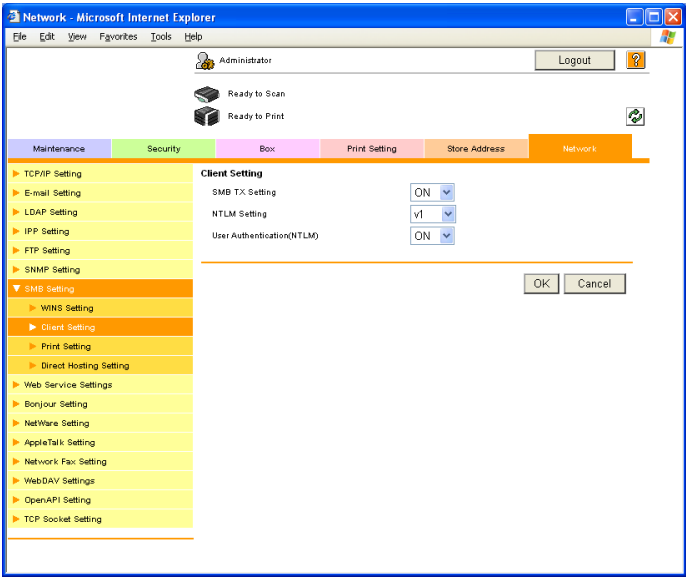 Network - Microsoft Internet Explorer
File Edit View Favorites Tools Help
Administrator
Logout
?
Ready to Scan
Ready to Print
Maintenance Security Box Print Setting Store Address Network
TCP/IP Setting
E-mail Setting
LDAP Setting
IPP Setting
FTP Setting
SNMP Setting
SMB Setting
WINS Setting
Client Setting
Print Setting
Direct Hosting Setting
Web Service Settings
Bonjour Setting
NetWare Setting
AppleTalk Setting
Network Fax Setting
WebDAV Settings
OpenAPI Setting
TCP Socket Setting
Client Setting
SMB TX Setting ON
NTLM Setting v1
User Authentication(NTLM) ON
OK Cancel